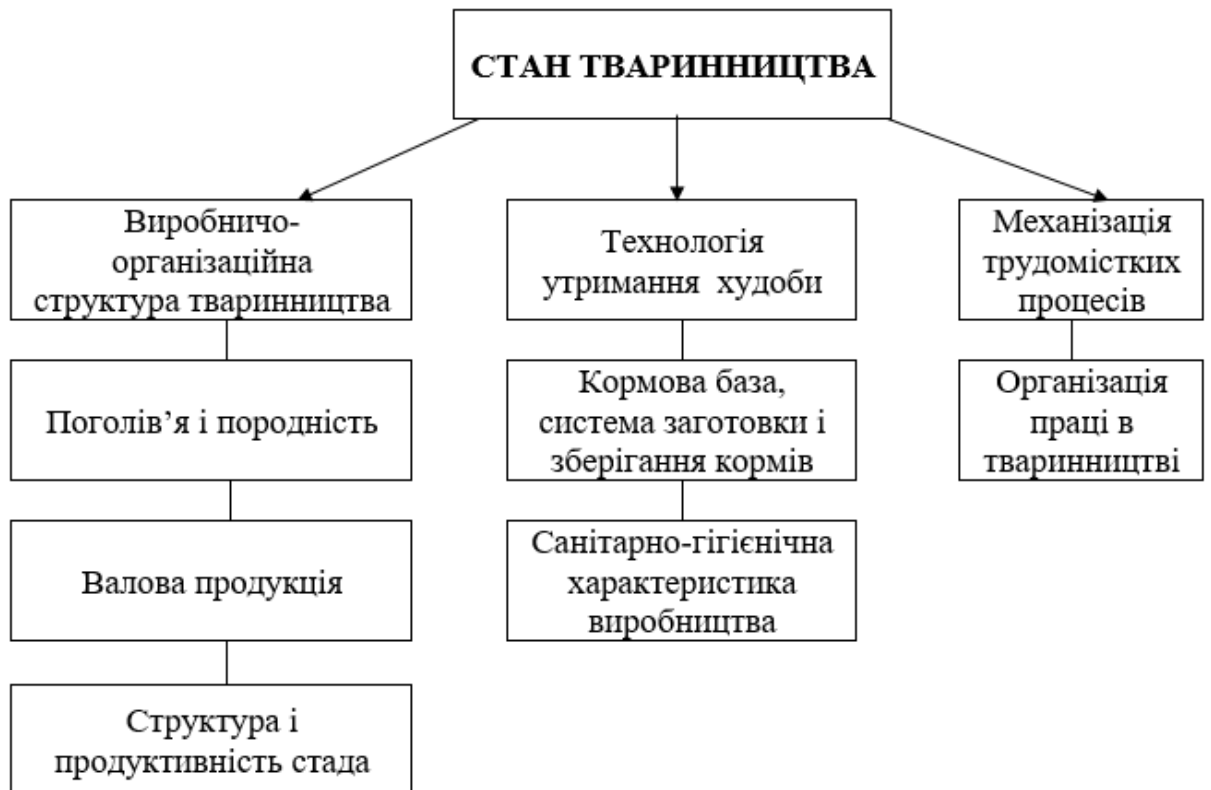 СТАН ТВАРИННИЦТВА
Виробничо-
організаційна
структура тваринництва
Технологія
утримання худоби
Механізація
трудомістких
процесів
Поголів’я і породність
Кормова база,
система заготовки і
зберігання кормів
Організація
праці в
тваринництві
Валова продукція
Санітарно-гігієнічна
характеристика
виробництва
Структура і
продуктивність стада